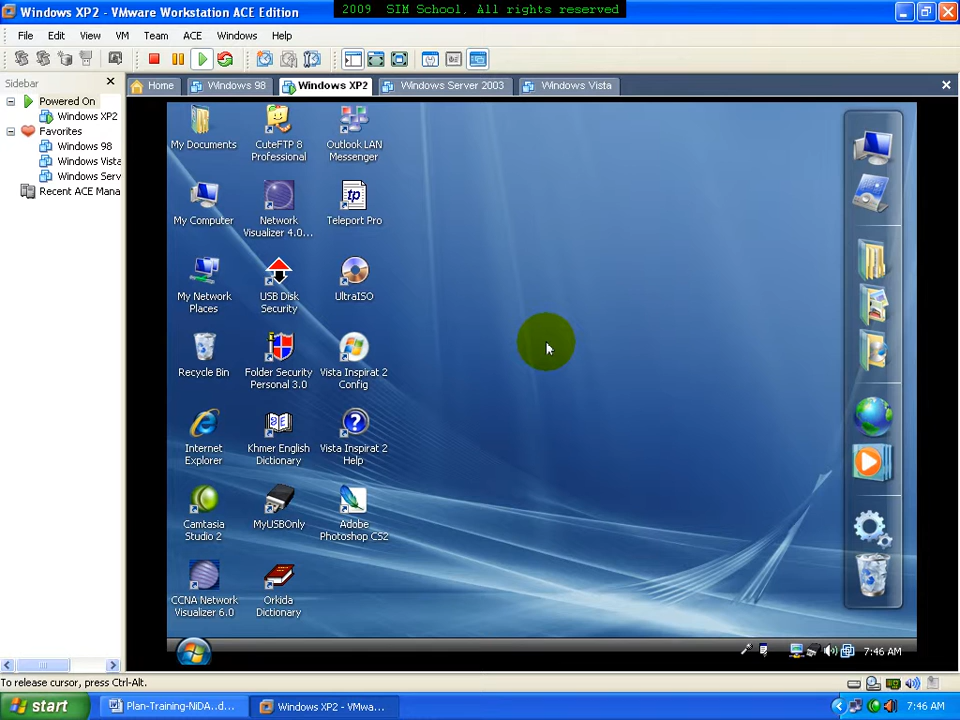 Windows XP2 - VMware Workstation ACE Edition
2009 SIM School, All rights reserved
File Edit View VM Team ACE Windows Help
Sidebar
Home Windows 98 Windows XP2 Windows Server 2003 Windows Vista
Powered On
Windows XP2
Favorites
Windows 98
Windows Vista
Windows Serv
Recent ACE Mana
My Documents
CuteFTP 8
Professional
Outlook LAN
Messenger
My Computer
Network
Visualizer 4.0...
Teleport Pro
tp
My Network
Places
USB Disk
Security
UltraISO
Recycle Bin
Folder Security
Personal 3.0
Vista Inspirat 2
Config
Internet
Explorer
Khmer English
Dictionary
Vista Inspirat 2
Help
Camtasia
Studio 2
MyUSBOnly
Adobe
Photoshop CS2
CCNA Network
Visualizer 6.0
Orkida
Dictionary
7:46 AM
To release cursor, press Ctrl-Alt.
start
Plan-Training-NiDA..d...
Windows XP2 - VMwa...
7:46 AM